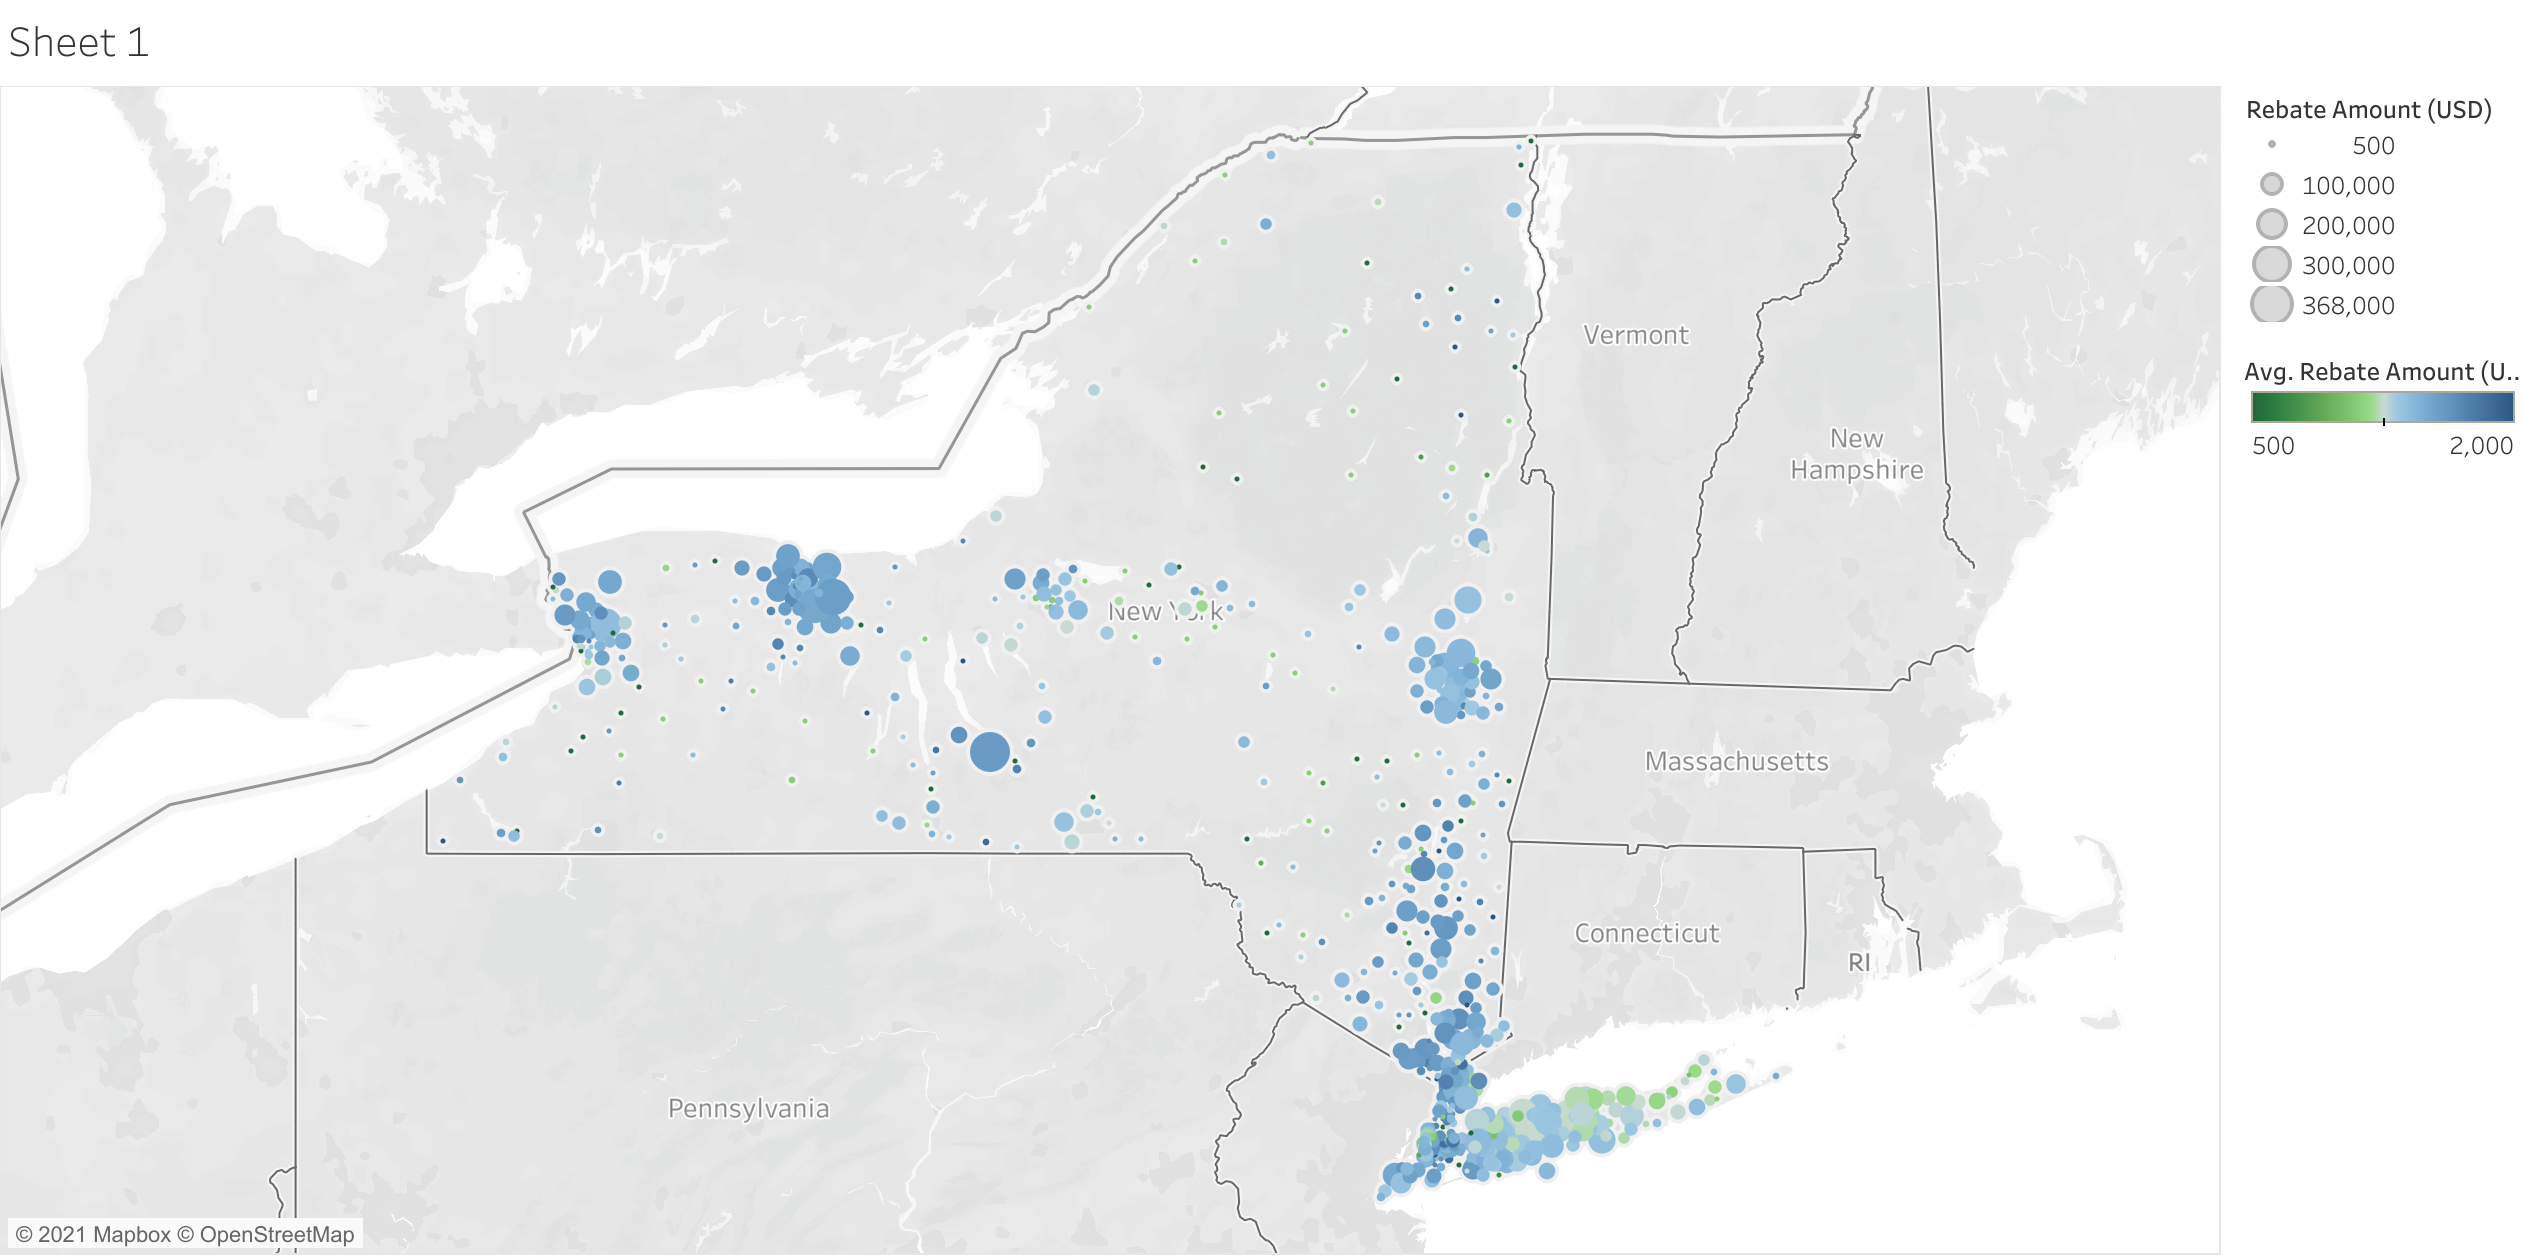 Sheet 1
Rebate Amount (USD)
500
100,000
200,000
300,000
368,000
Avg. Rebate Amount (U..
500 2,000
Vermont
New
Hampshire
New York
Massachusetts
Connecticut
RI
Pennsylvania
© 2021 Mapbox © OpenStreetMap